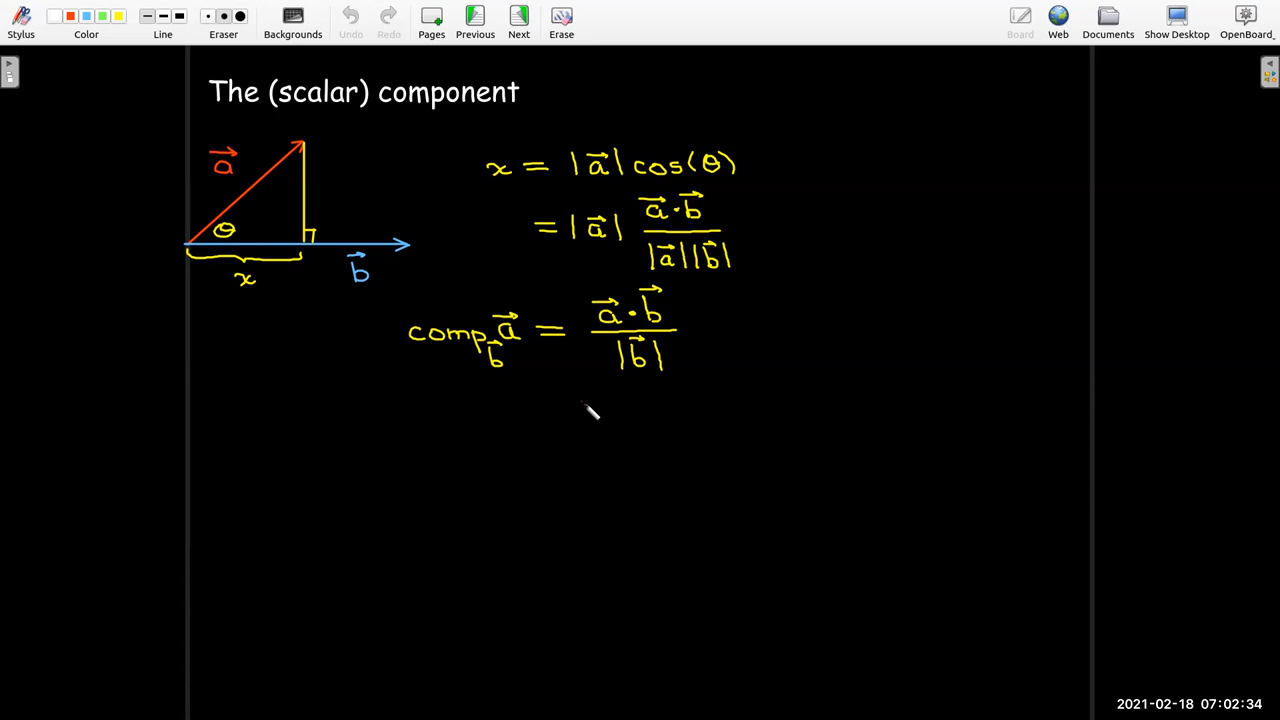 Stylus Color Line Eraser Backgrounds Undo Redo Pages Previous Next Erase Board Web Documents Show Desktop OpenBoard
The (scalar) component
a⃗
θ
x
b⃗
x = |a⃗| cos(θ)
= |a⃗| (a⃗·b⃗)/(|a⃗||b⃗|)
comp_b⃗ a⃗ = (a⃗·b⃗)/|b⃗|
2021-02-18 07:02:34